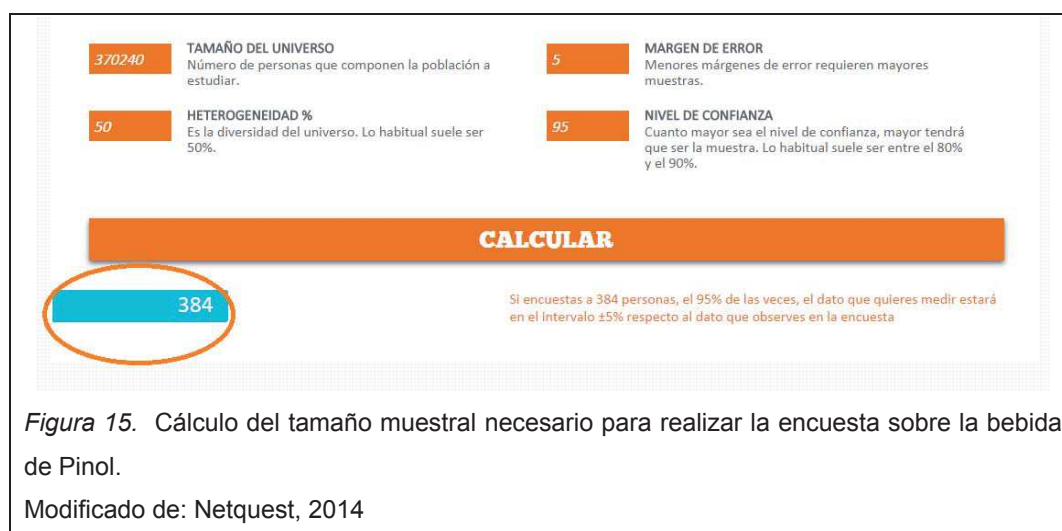 370240
TAMAÑO DEL UNIVERSO
Número de personas que componen la población a
estudiar.
5
MARGEN DE ERROR
Menores márgenes de error requieren mayores
muestras.
50
HETEROGENEIDAD %
Es la diversidad del universo. Lo habitual suele ser
50%.
95
NIVEL DE CONFIANZA
Cuanto mayor sea el nivel de confianza, mayor tendrá
que ser la muestra. Lo habitual suele ser entre el 80%
y el 90%.
CALCULAR
384
Si encuestas a 384 personas, el 95% de las veces, el dato que quieres medir estará
en el intervalo ±5% respecto al dato que observes en la encuesta
Figura 15. Cálculo del tamaño muestral necesario para realizar la encuesta sobre la bebida
de Pinol.
Modificado de: Netquest, 2014